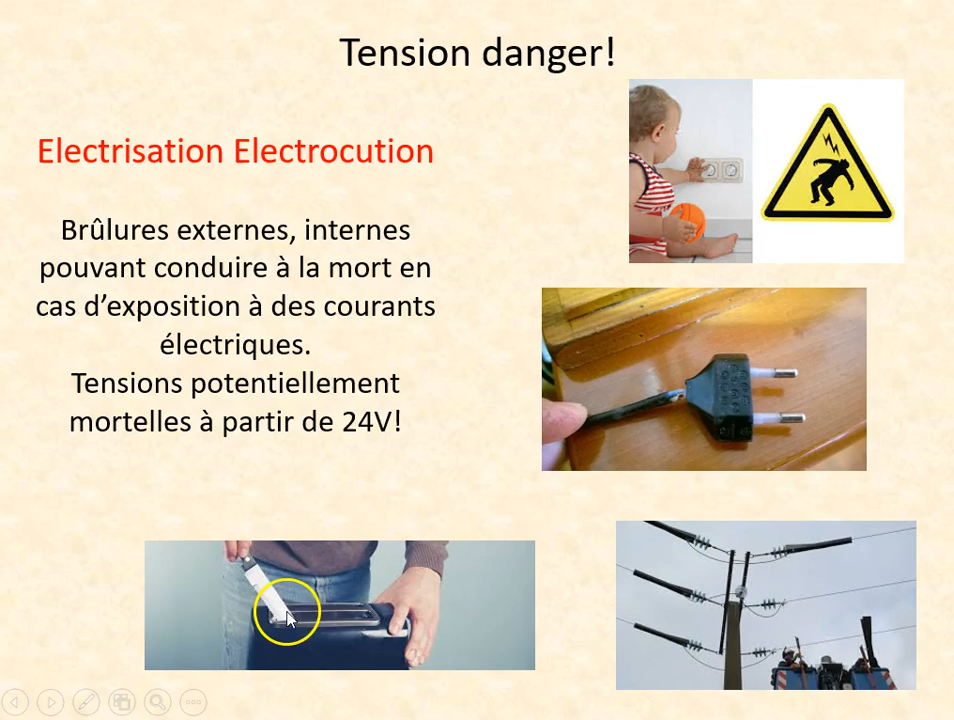 Tension danger!
Electrisation Electrocution
Brûlures externes, internes
pouvant conduire à la mort en
cas d’exposition à des courants
électriques.
Tensions potentiellement
mortelles à partir de 24V!